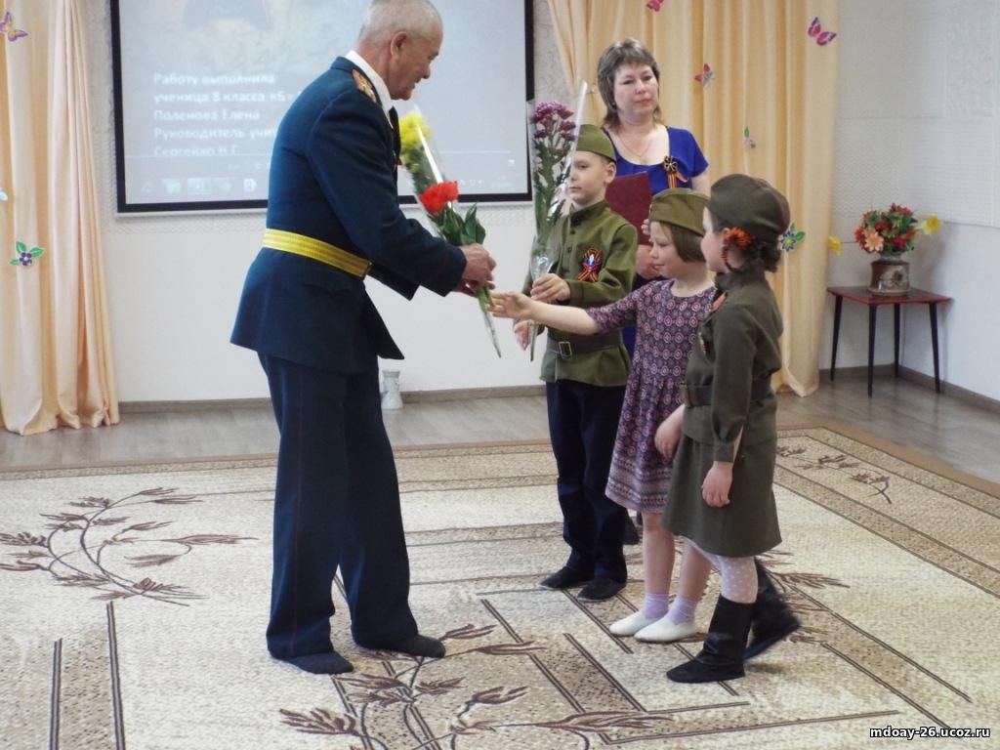 Работу выполнила
ученица 8 класса «Б»
Поленова Елена
Руководитель
Сергейко Н.Г.
mdoay-26.ucoz.ru